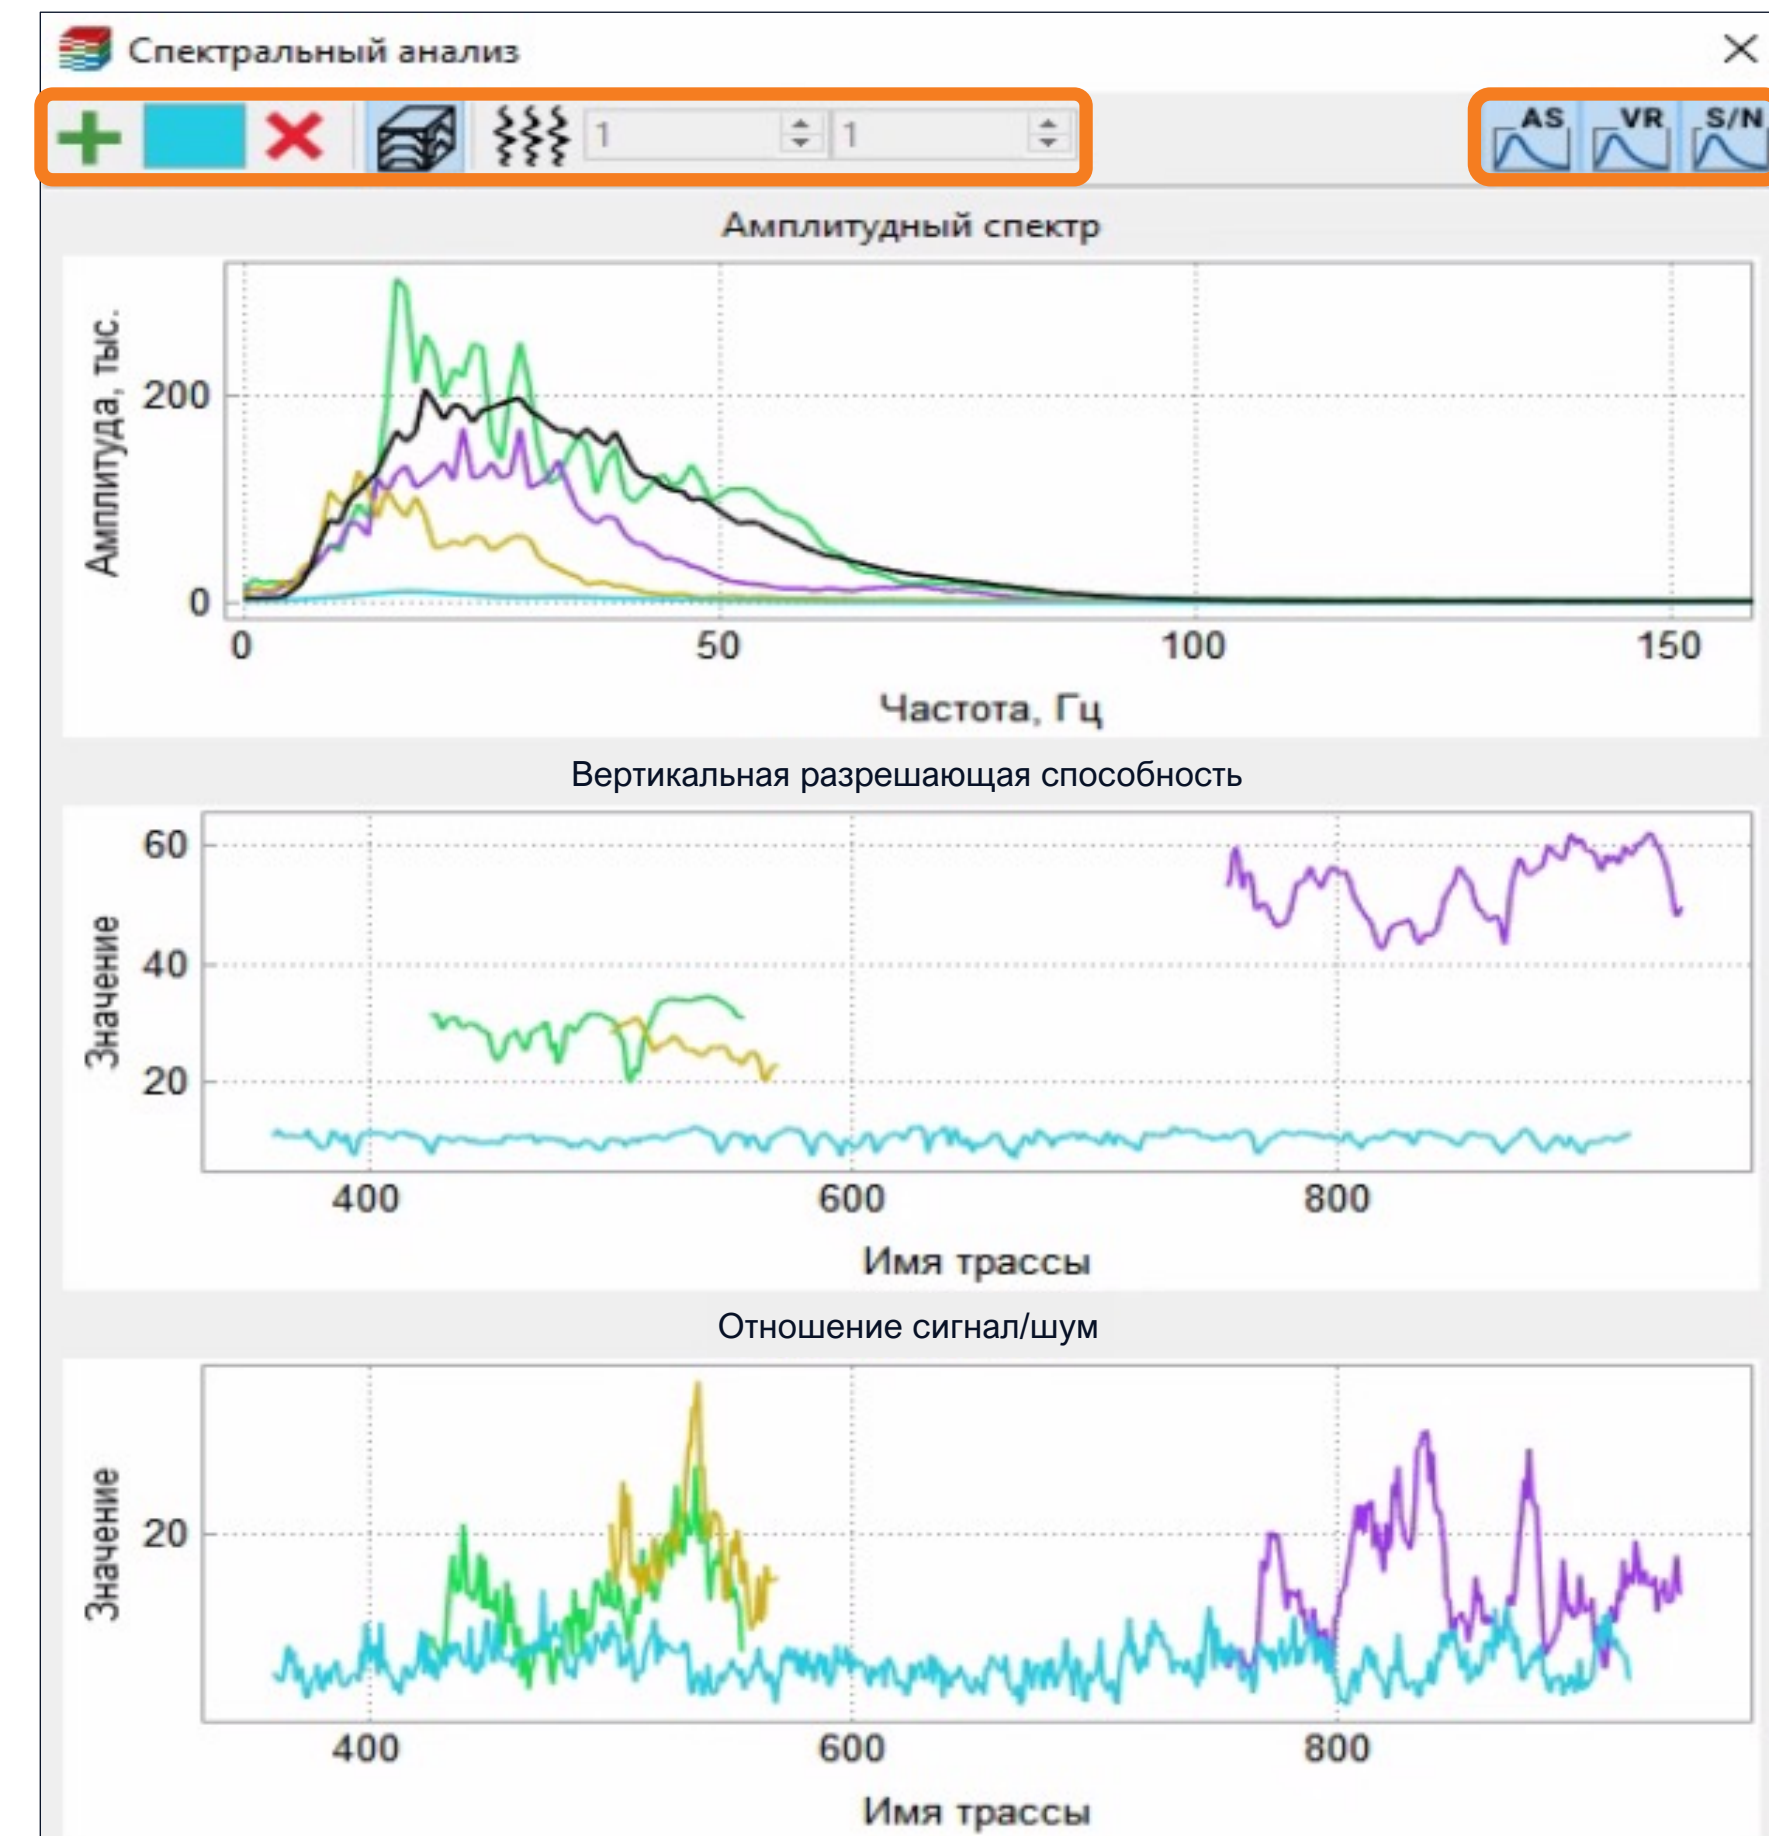 Спектральный анализ
1 1 AS VR S/N
Амплитудный спектр
Амплитуда, тыс.
200
0
0 50 100 150
Частота, Гц
Вертикальная разрешающая способность
Значение
60
40
20
400 600 800
Имя трассы
Отношение сигнал/шум
Значение
20
400 600 800
Имя трассы